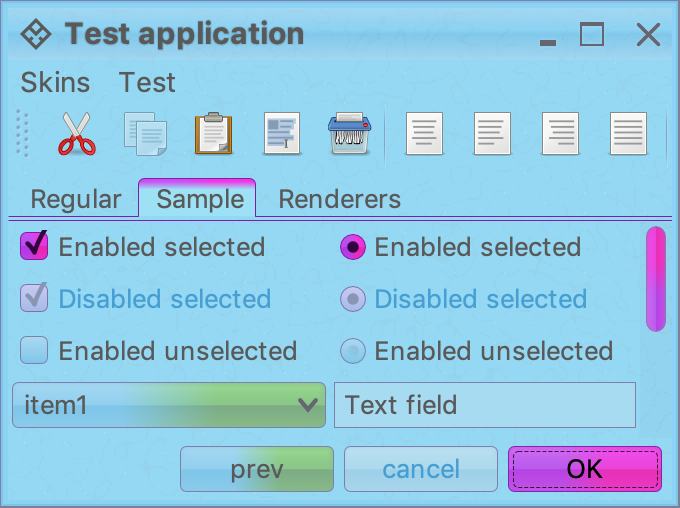 Test application
Skins Test
Regular Sample Renderers
Enabled selected Enabled selected
Disabled selected Disabled selected
Enabled unselected Enabled unselected
item1 Text field
prev cancel OK